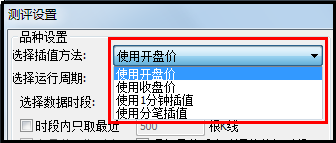 测评设置
品种设置
选择插值方法: 使用开盘价
使用开盘价
选择运行周期: 使用收盘价
使用1分钟插值
选择数据时段: 使用分笔插值
时段内只取最近 500 根K线